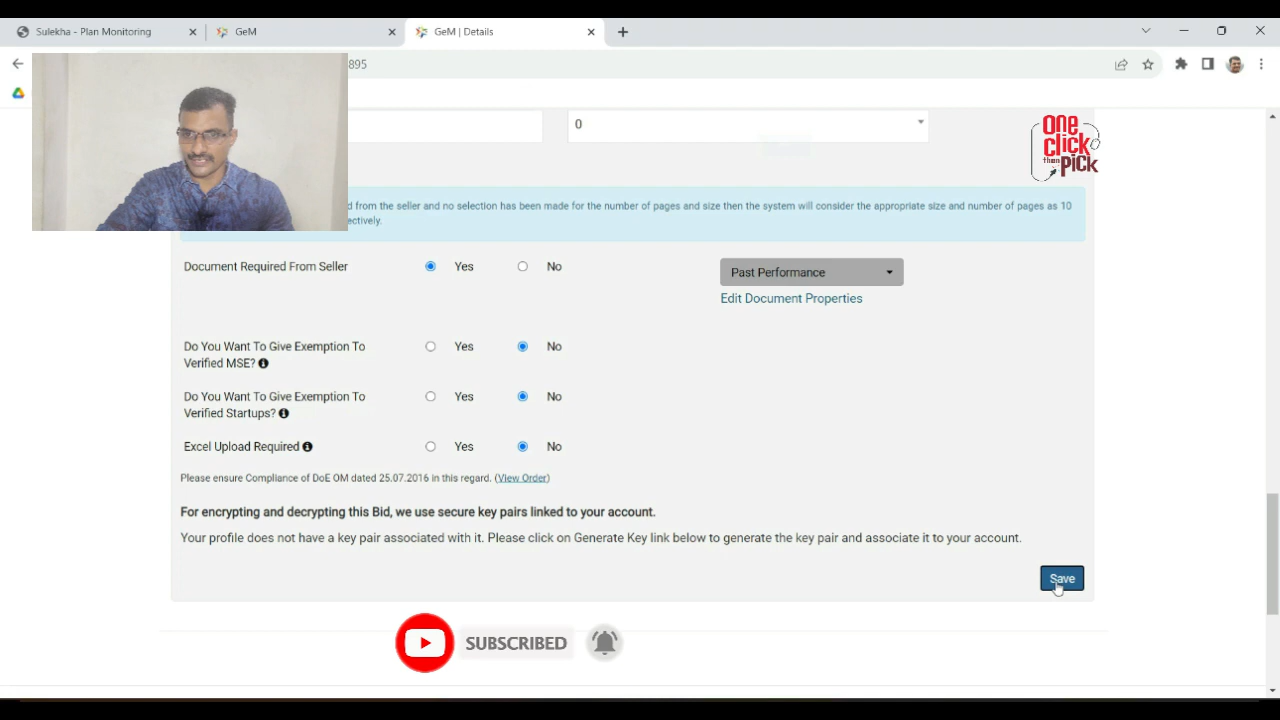 Sulekha - Plan Monitoring
GeM
GeM | Details
895
0
ONE
CLICK
then
PICK
d from the seller and no selection has been made for the number of pages and size then the system will consider the appropriate size and number of pages as 10
ectively.
Document Required From Seller
Yes
No
Past Performance
Edit Document Properties
Do You Want To Give Exemption To
Verified MSE?
Yes
No
Do You Want To Give Exemption To
Verified Startups?
Yes
No
Excel Upload Required
Yes
No
Please ensure Compliance of DoE OM dated 25.07.2016 in this regard. (View Order)
For encrypting and decrypting this Bid, we use secure key pairs linked to your account.
Your profile does not have a key pair associated with it. Please click on Generate Key link below to generate the key pair and associate it to your account.
Save
SUBSCRIBED